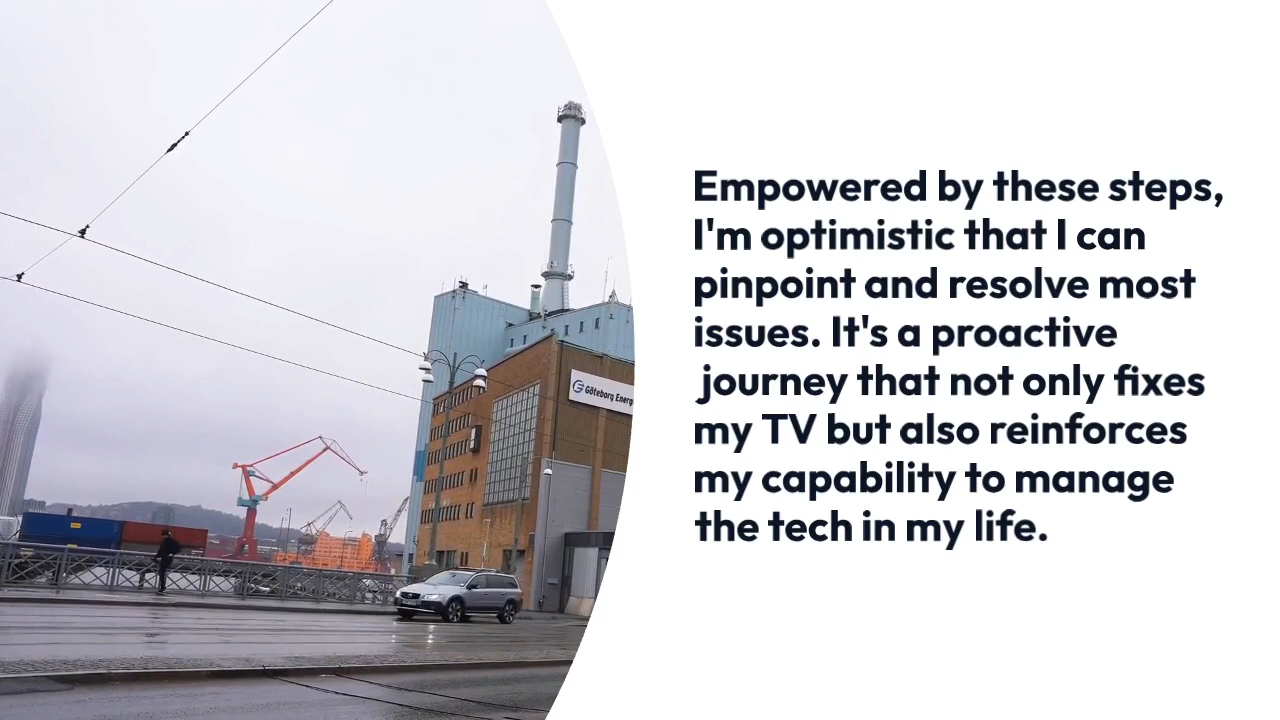 Göteborg Energi
Empowered by these steps,
I'm optimistic that I can
pinpoint and resolve most
issues. It's a proactive
journey that not only fixes
my TV but also reinforces
my capability to manage
the tech in my life.